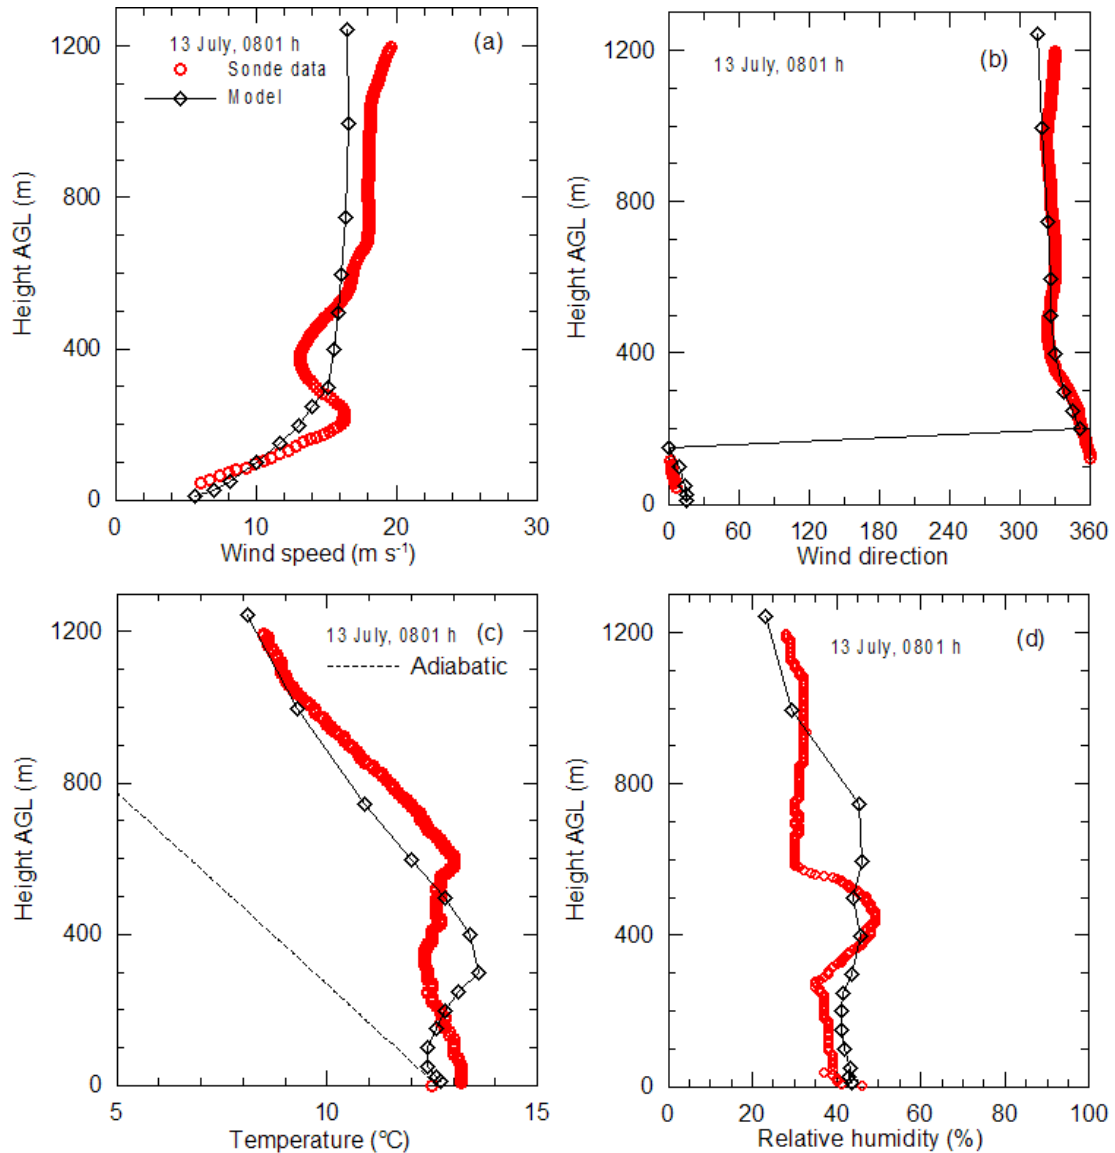 (a)
13 July, 0801 h
Sonde data
Model
1200
800
400
0
Height AGL (m)
0 10 20 30
Wind speed (m s⁻¹)
(b)
13 July, 0801 h
1200
800
400
0
Height AGL (m)
0 60 120 180 240 300 360
Wind direction
(c)
13 July, 0801 h
Adiabatic
1200
800
400
0
Height AGL (m)
5 10 15
Temperature (ºC)
(d)
13 July, 0801 h
1200
800
400
0
Height AGL (m)
0 20 40 60 80 100
Relative humidity (%)